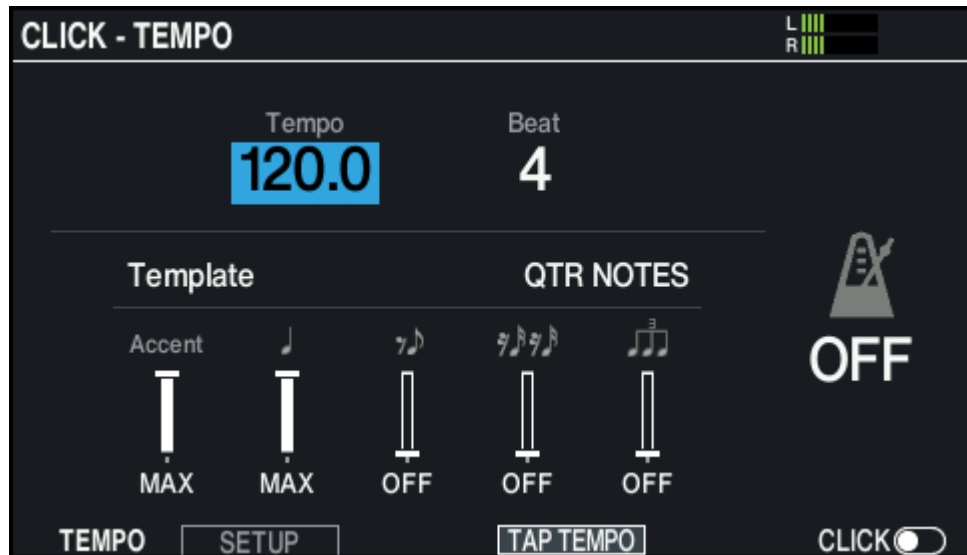 CLICK - TEMPO
L
R
Tempo Beat
120.0 4
Template QTR NOTES
Accent
3
OFF
MAX MAX OFF OFF OFF
TEMPO SETUP TAP TEMPO CLICK